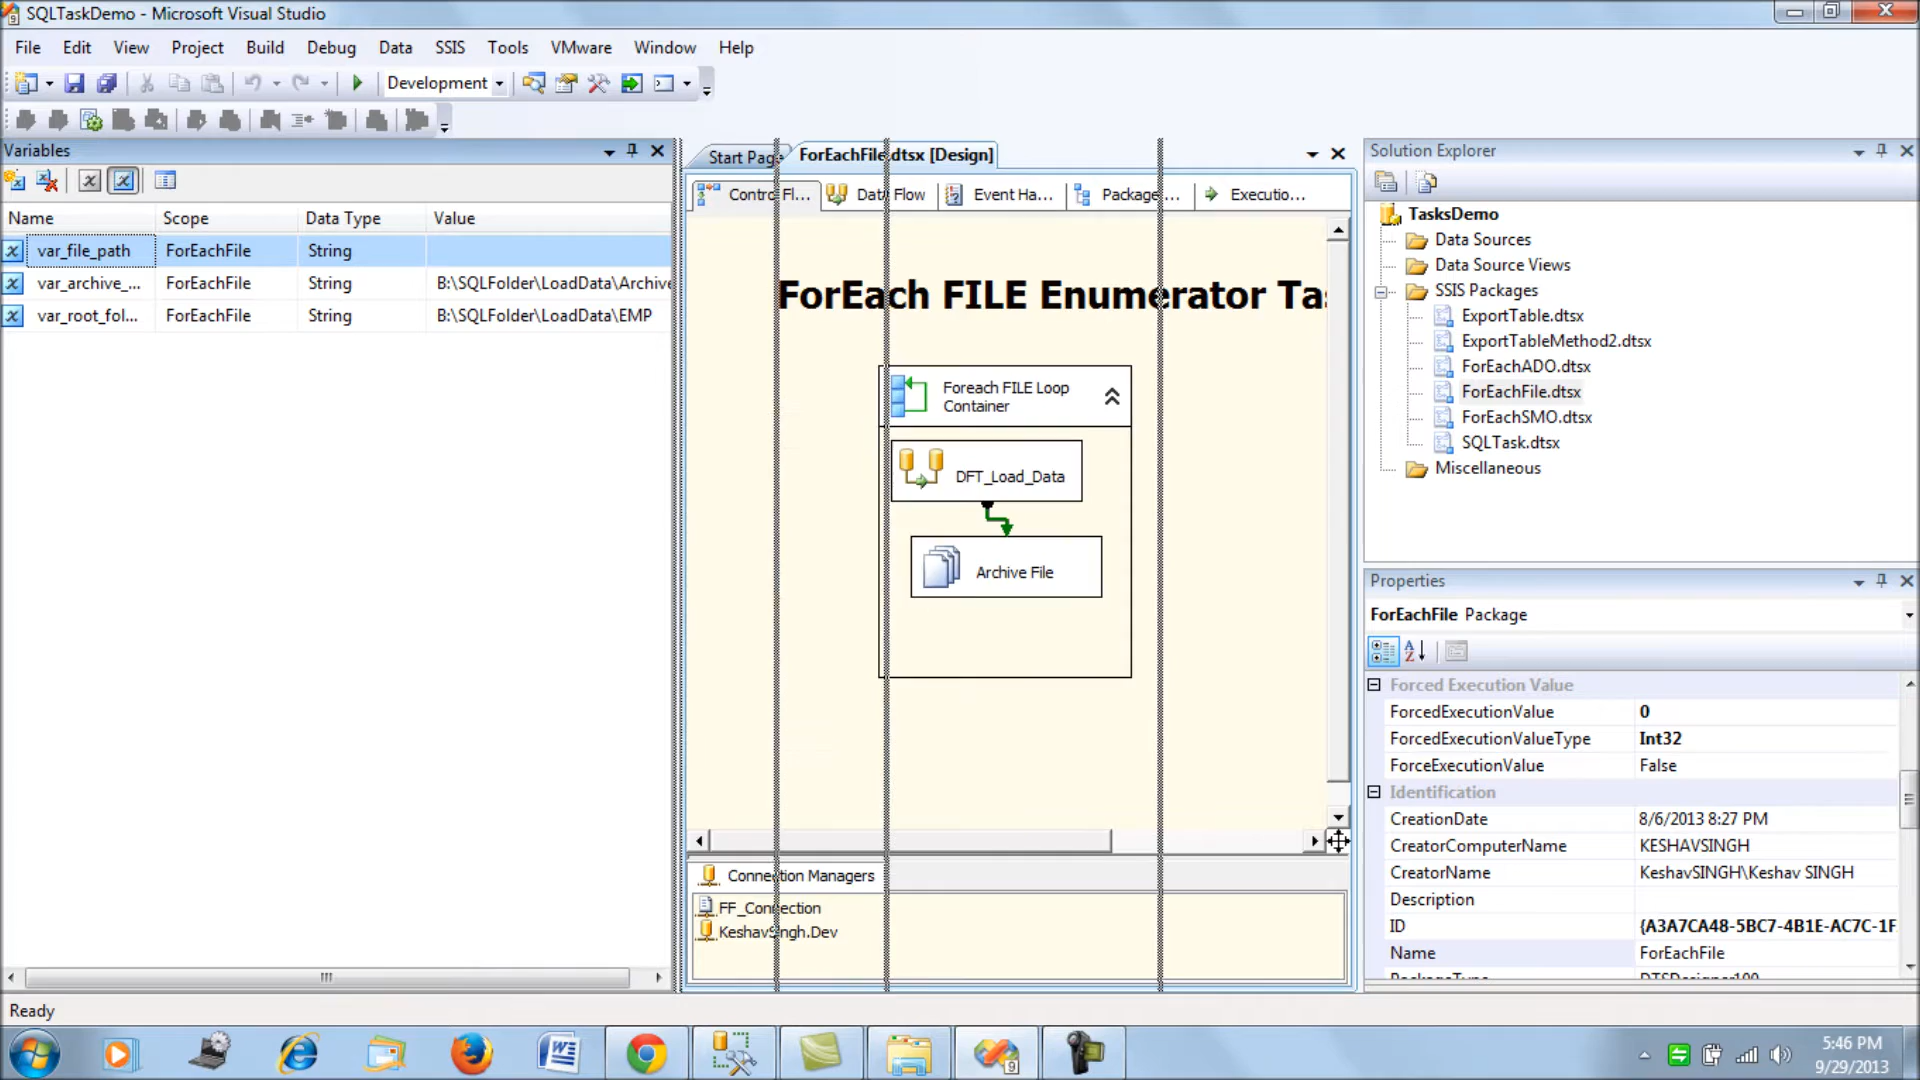 SQLTaskDemo - Microsoft Visual Studio
File Edit View Project Build Debug Data SSIS Tools VMware Window Help
Development
Variables
Name Scope Data Type Value
var_file_path ForEachFile String
var_archive_... ForEachFile String B:\SQLFolder\LoadData\Archive
var_root_fol... ForEachFile String B:\SQLFolder\LoadData\EMP
Start Page ForEachFile.dtsx [Design]
Control Fl... Data Flow Event Ha... Package ... Executio...
ForEach FILE Enumerator Tas
Foreach FILE Loop
Container
DFT_Load_Data
Archive File
Connection Managers
FF_Connection
KeshavSingh.Dev
Solution Explorer
TasksDemo
Data Sources
Data Source Views
SSIS Packages
ExportTable.dtsx
ExportTableMethod2.dtsx
ForEachADO.dtsx
ForEachFile.dtsx
ForEachSMO.dtsx
SQLTask.dtsx
Miscellaneous
Properties
ForEachFile Package
Forced Execution Value
ForcedExecutionValue 0
ForcedExecutionValueType Int32
ForceExecutionValue False
Identification
CreationDate 8/6/2013 8:27 PM
CreatorComputerName KESHAVSINGH
CreatorName KeshavSINGH\Keshav SINGH
Description
ID {A3A7CA48-5BC7-4B1E-AC7C-1F
Name ForEachFile
PackageType DTSDesigner100
Ready
5:46 PM
9/29/2013